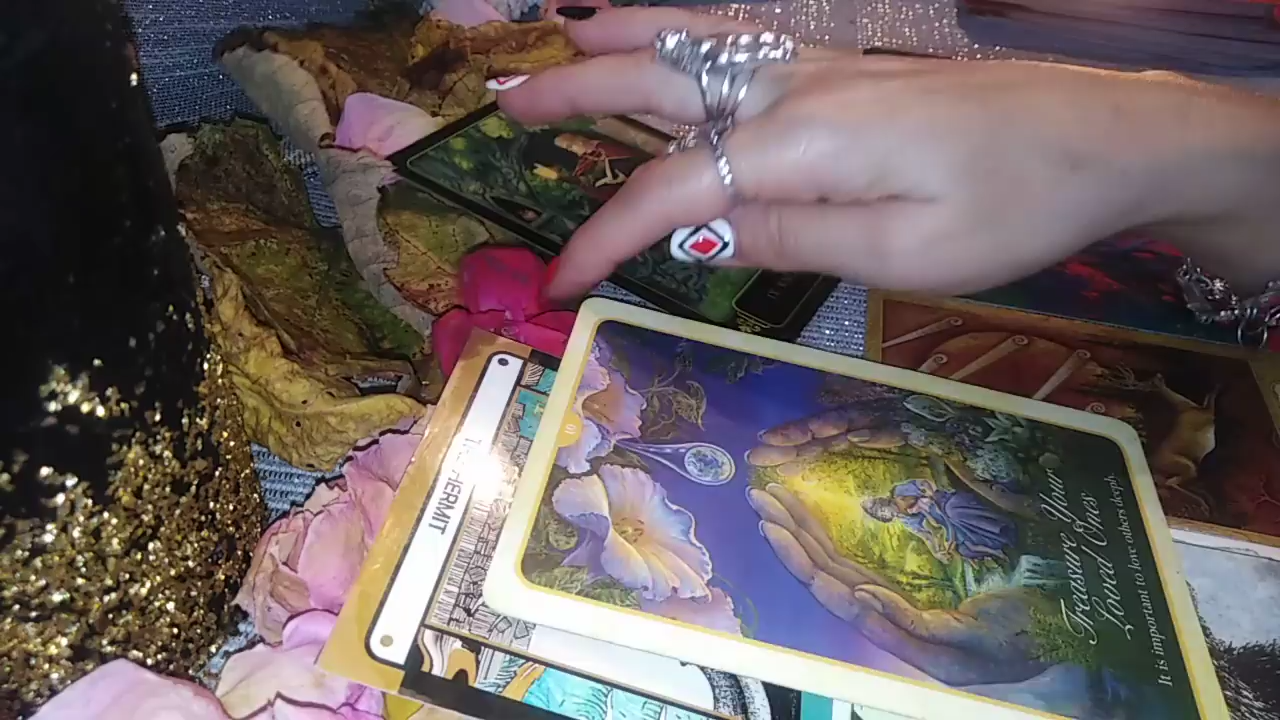 Treasure Your
Loved Ones
It is important to love others deeply.
THE HERMIT